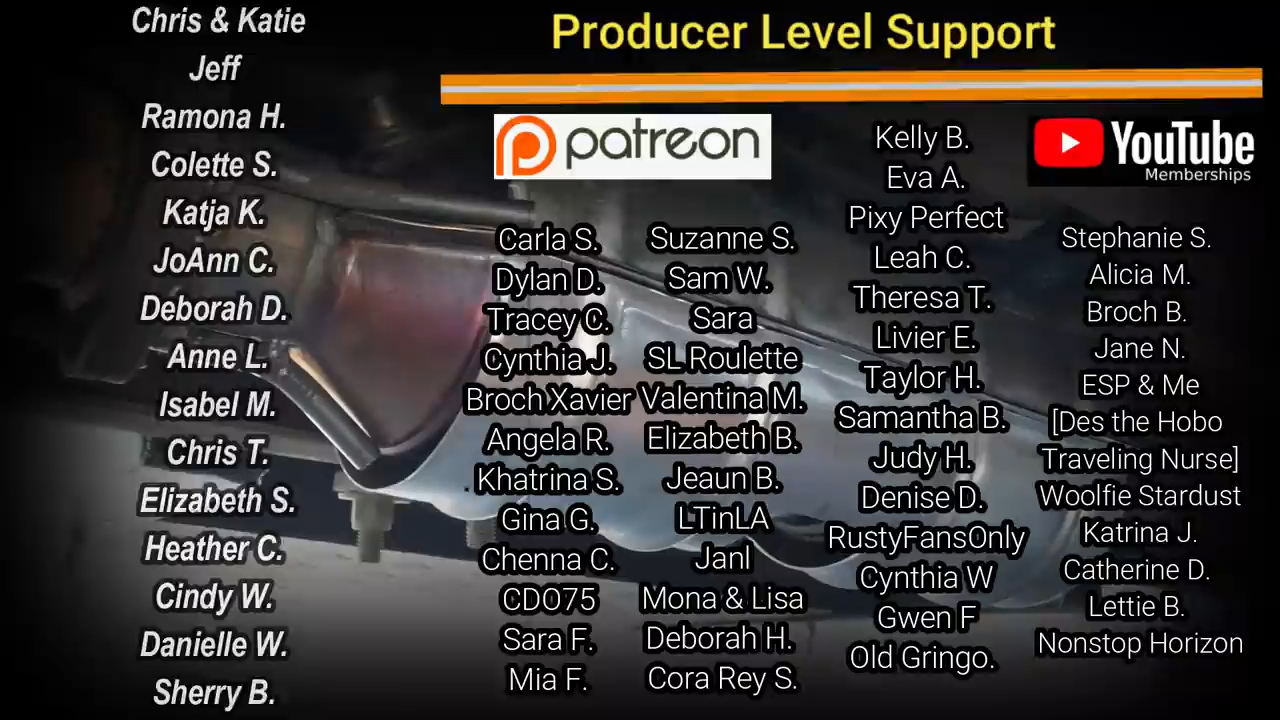 Chris & Katie
Jeff
Ramona H.
Colette S.
Katja K.
JoAnn C.
Deborah D.
Anne L.
Isabel M.
Chris T.
Elizabeth S.
Heather C.
Cindy W.
Danielle W.
Sherry B.
Producer Level Support
patreon
Carla S.
Dylan D.
Tracey C.
Cynthia J.
Broch Xavier
Angela R.
Khatrina S.
Gina G.
Chenna C.
CDO75
Sara F.
Mia F.
Suzanne S.
Sam W.
Sara
SL Roulette
Valentina M.
Elizabeth B.
Jeaun B.
LTinLA
JanI
Mona & Lisa
Deborah H.
Cora Rey S.
Kelly B.
Eva A.
Pixy Perfect
Leah C.
Theresa T.
Livier E.
Taylor H.
Samantha B.
Judy H.
Denise D.
RustyFansOnly
Cynthia W
Gwen F
Old Gringo.
YouTube
Memberships
Stephanie S.
Alicia M.
Broch B.
Jane N.
ESP & Me
[Des the Hobo
Traveling Nurse]
Woolfie Stardust
Katrina J.
Catherine D.
Lettie B.
Nonstop Horizon